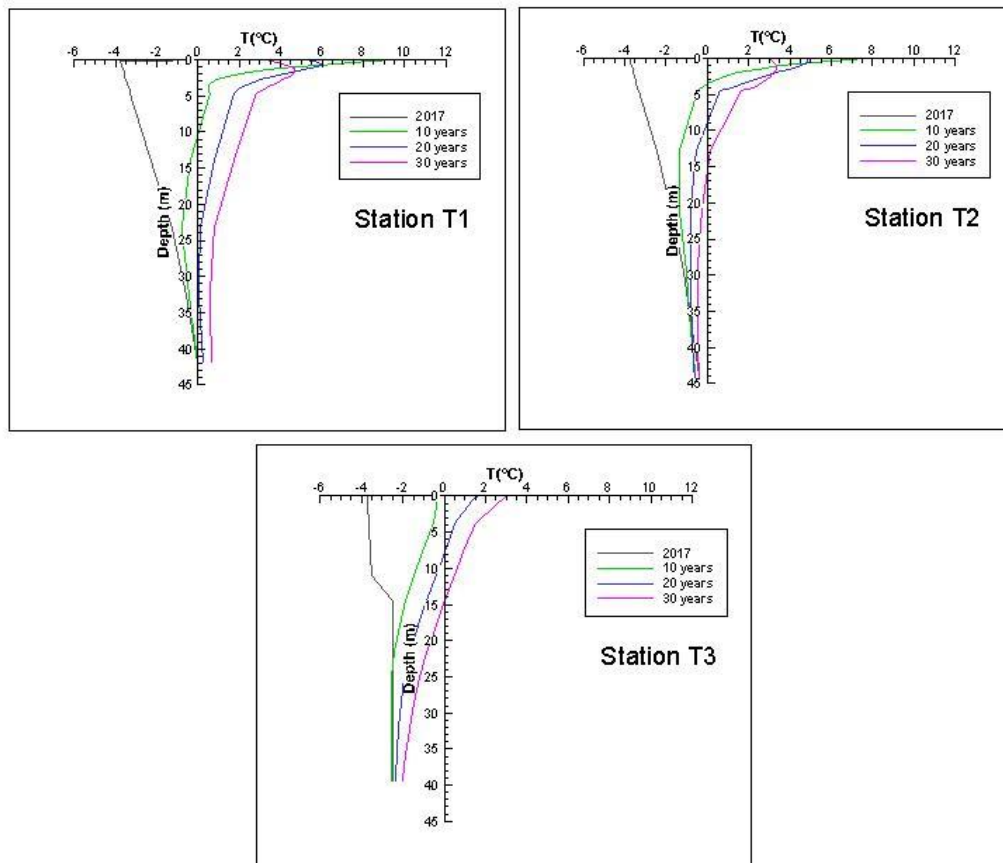 T(°C)
-6 -4 -2 0 2 4 6 8 10 12
0
5
10
15
20
25
30
35
40
45
Depth (m)
2017
10 years
20 years
30 years
Station T1
T(°C)
-6 -4 -2 0 2 4 6 8 10 12
0
5
10
15
20
25
30
35
40
45
Depth (m)
2017
10 years
20 years
30 years
Station T2
T(°C)
-6 -4 -2 0 2 4 6 8 10 12
0
5
10
15
20
25
30
35
40
45
Depth (m)
2017
10 years
20 years
30 years
Station T3